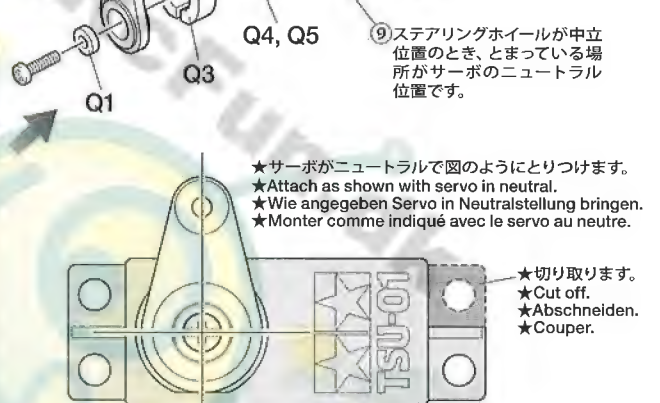 Q4, Q5
Q3
Q1
⑨ステアリングホイールが中立
位置のとき、とまっている場
所がサーボのニュートラル
位置です。
★サーボがニュートラルで図のようにとりつけます。
★Attach as shown with servo in neutral.
★Wie angegeben Servo in Neutralstellung bringen.
★Monter comme indiqué avec le servo au neutre.
★切り取ります。
★Cut off.
★Abschneiden.
★Couper.
TSU-01